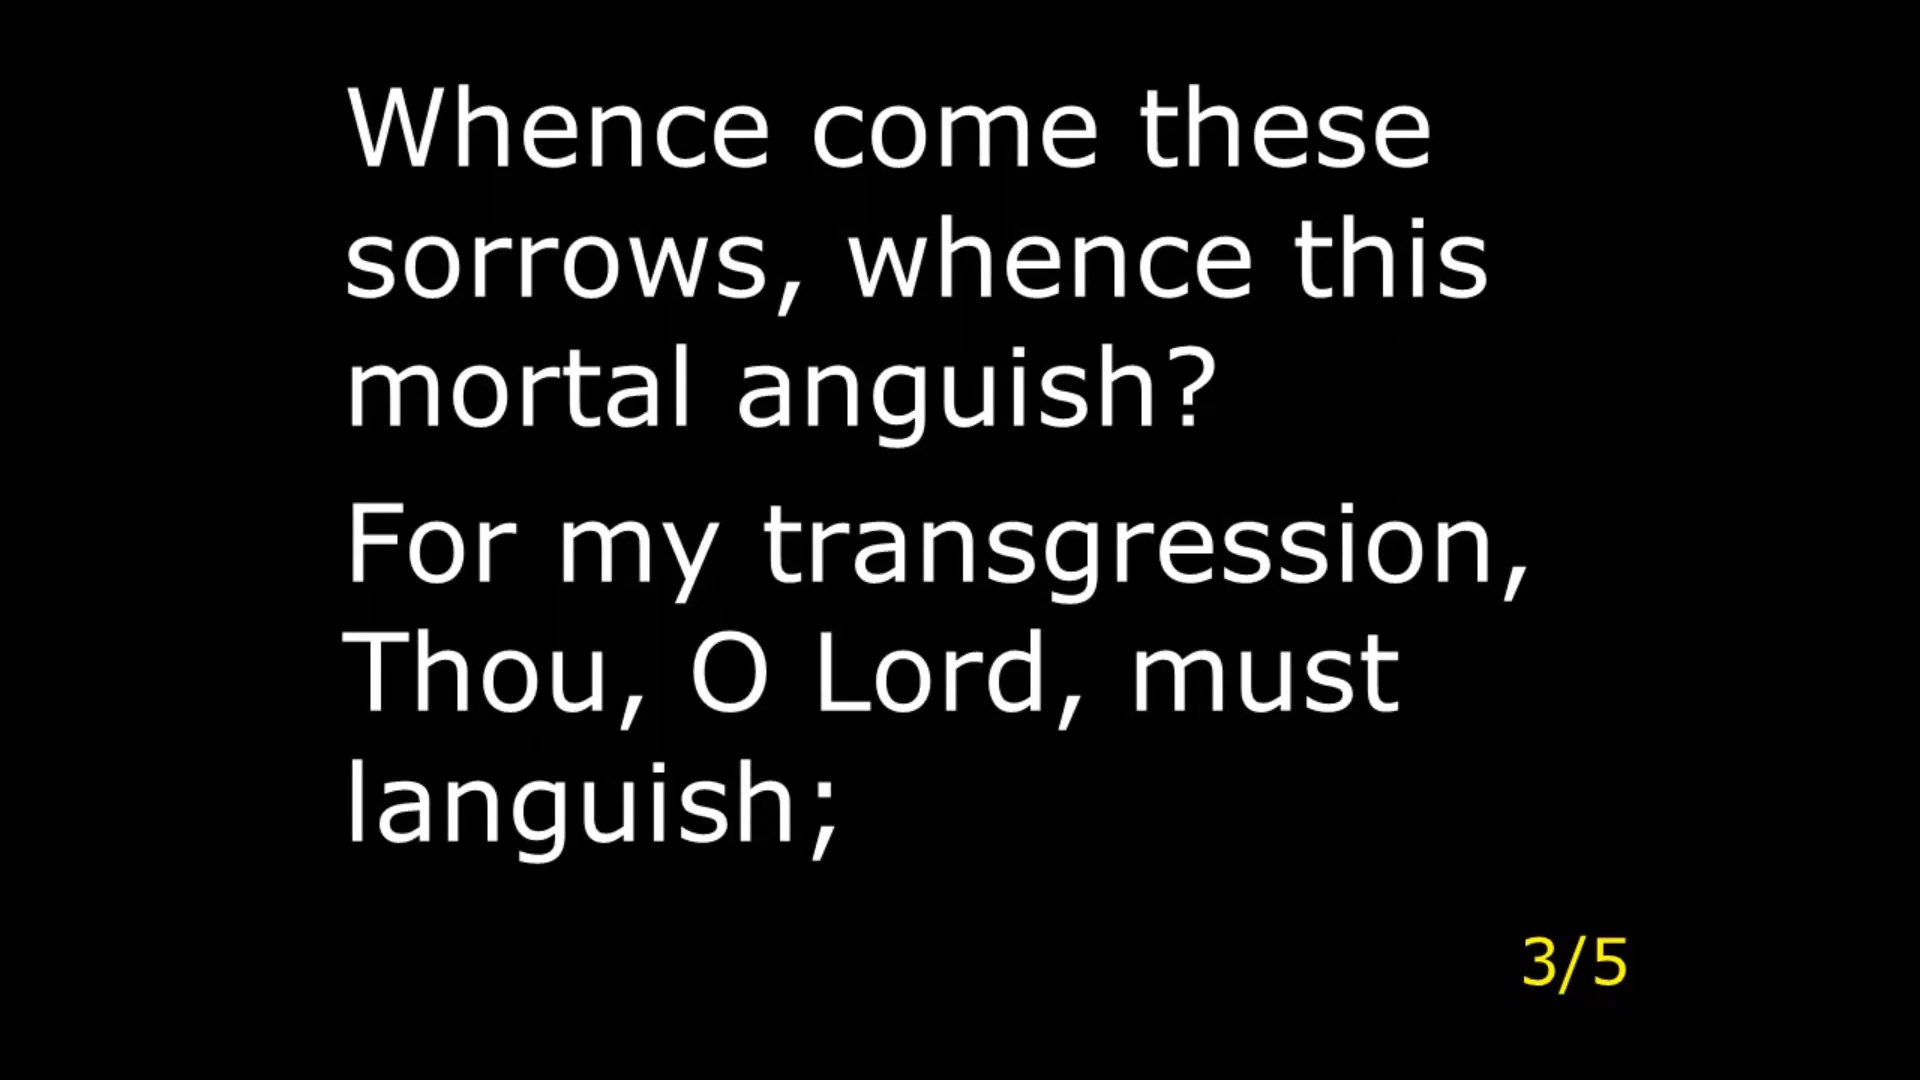 Whence come these
sorrows, whence this
mortal anguish?
For my transgression,
Thou, O Lord, must
languish;
3/5